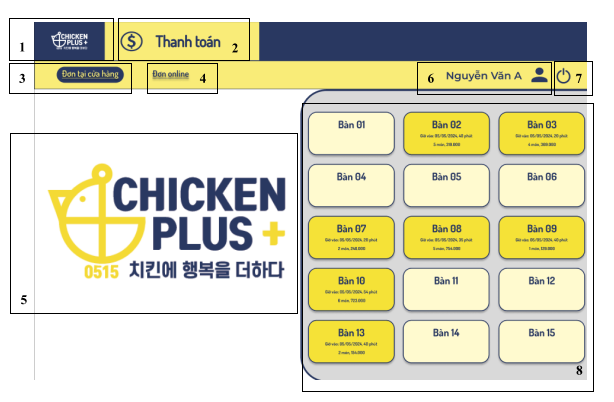 1
CHICKEN
PLUS +
Thanh toán
2
3
Đơn tại cửa hàng
Đơn online
4
6
Nguyễn Văn A
7
5
CHICKEN
PLUS +
0515 치킨에 행복을 더하다
Bàn 01
Bàn 02
Giờ vào: 05/05/2024, 40 phút
5 món, 319.000
Bàn 03
Giờ vào: 05/05/2024, 20 phút
4 món, 369.000
Bàn 04
Bàn 05
Bàn 06
Bàn 07
Giờ vào: 05/05/2024, 20 phút
2 món, 248.000
Bàn 08
Giờ vào: 05/05/2024, 35 phút
5 món, 754.000
Bàn 09
Giờ vào: 05/05/2024, 40 phút
1 món, 529.000
Bàn 10
Giờ vào: 05/05/2024, 54 phút
6 món, 722.000
Bàn 11
Bàn 12
Bàn 13
Giờ vào: 05/05/2024, 40 phút
2 món, 154.000
Bàn 14
Bàn 15
8